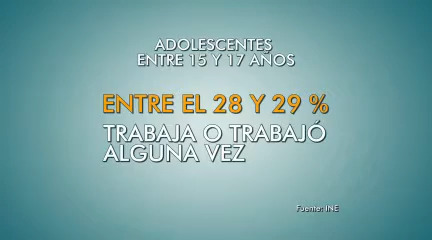 ADOLESCENTES
ENTRE 15 Y 17 AÑOS
ENTRE EL 28 Y 29 %
TRABAJA O TRABAJÓ
ALGUNA VEZ
Fuente: INE